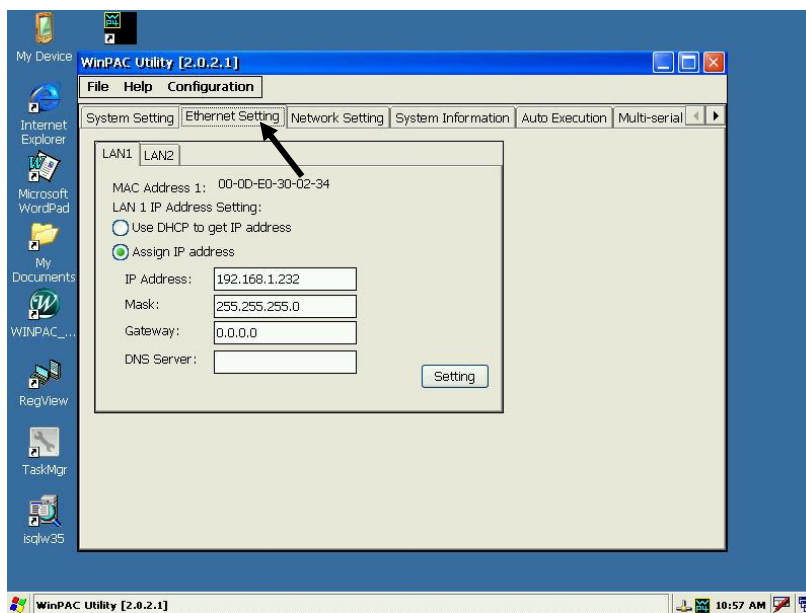 My Device
Internet
Explorer
Microsoft
WordPad
My
Documents
WINPAC_...
RegView
TaskMgr
isqlw35
WinPAC Utility [2.0.2.1]
File Help Configuration
System Setting Ethernet Setting Network Setting System Information Auto Execution Multi-serial
LAN1 LAN2
MAC Address 1: 00-0D-E0-30-02-34
LAN 1 IP Address Setting:
Use DHCP to get IP address
Assign IP address
IP Address: 192.168.1.232
Mask: 255.255.255.0
Gateway: 0.0.0.0
DNS Server:
Setting
WinPAC Utility [2.0.2.1] 10:57 AM